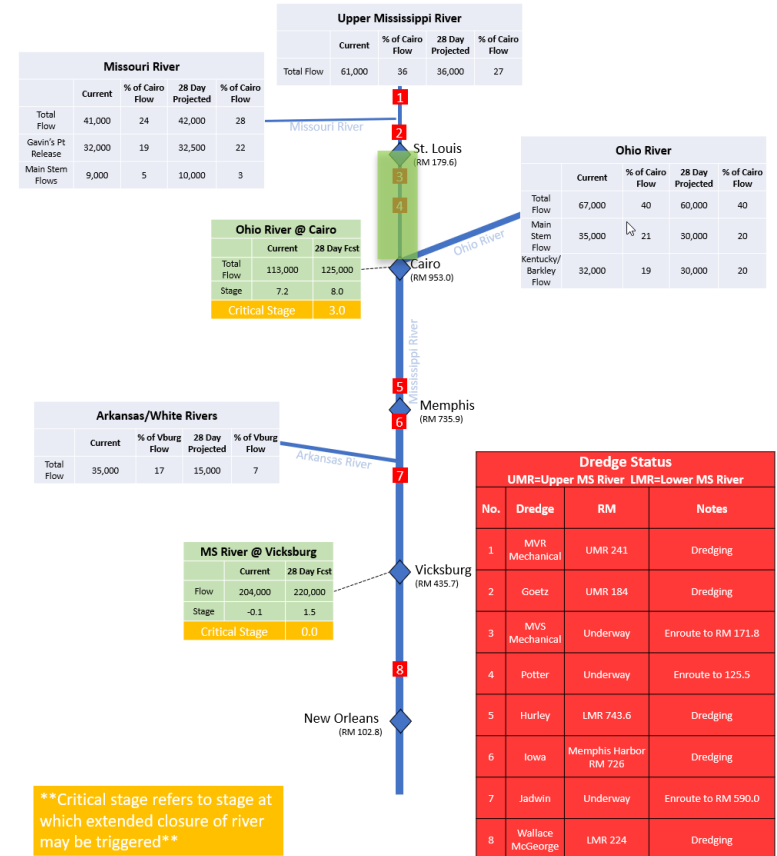 Upper Mississippi River
Current % of Cairo Flow 28 Day Projected % of Cairo Flow
Total Flow 61,000 36 36,000 27
Missouri River
Current % of Cairo Flow 28 Day Projected % of Cairo Flow
Total Flow 41,000 24 42,000 28
Gavin's Pt Release 32,000 19 32,500 22
Main Stem Flows 9,000 5 10,000 3
1
Missouri River
2
St. Louis
(RM 179.6)
3
4
Ohio River
Current % of Cairo Flow 28 Day Projected % of Cairo Flow
Total Flow 67,000 40 60,000 40
Main Stem Flow 35,000 21 30,000 20
Kentucky/Barkley Flow 32,000 19 30,000 20
Ohio River @ Cairo
Current 28 Day Fcst
Total Flow 113,000 125,000
Stage 7.2 8.0
Critical Stage 3.0
Ohio River
Cairo
(RM 953.0)
Mississippi River
5
Memphis
(RM 735.9)
6
Arkansas/White Rivers
Current % of Vburg Flow 28 Day Projected % of Vburg Flow
Total Flow 35,000 17 15,000 7
Arkansas River
7
MS River @ Vicksburg
Current 28 Day Fcst
Flow 204,000 220,000
Stage -0.1 1.5
Critical Stage 0.0
Vicksburg
(RM 435.7)
8
New Orleans
(RM 102.8)
Dredge Status
UMR=Upper MS River LMR=Lower MS River
No. Dredge RM Notes
1 MVR Mechanical UMR 241 Dredging
2 Goetz UMR 184 Dredging
3 MVS Mechanical Underway Enroute to RM 171.8
4 Potter Underway Enroute to 125.5
5 Hurley LMR 743.6 Dredging
6 Iowa Memphis Harbor RM 726 Dredging
7 Jadwin Underway Enroute to RM 590.0
8 Wallace McGeorge LMR 224 Dredging
**Critical stage refers to stage at
which extended closure of river
may be triggered**